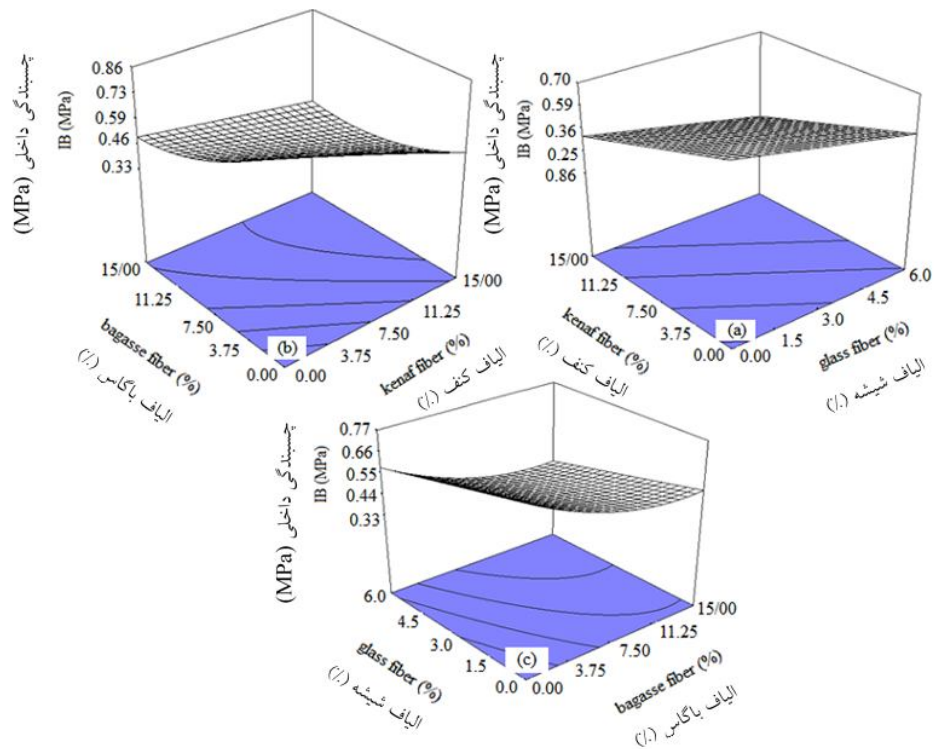 چسبندگی داخلی (MPa)
IB (MPa)
0.86
0.73
0.59
0.46
0.33
15/00
11.25
7.50
3.75
0.00
bagasse fiber (%)
الیاف باگاس (٪)
(b)
0.00
3.75
7.50
11.25
15/00
kenaf fiber (%)
الیاف کنف (٪)
چسبندگی داخلی (MPa)
IB (MPa)
0.70
0.59
0.36
0.25
0.86
15/00
11.25
7.50
3.75
0.00
kenaf fiber (%)
الیاف کنف (٪)
(a)
0.00
1.5
3.0
4.5
6.0
glass fiber (%)
الیاف شیشه (٪)
چسبندگی داخلی (MPa)
IB (MPa)
0.77
0.66
0.55
0.44
0.33
6.0
4.5
3.0
1.5
0.0
glass fiber (%)
الیاف شیشه (٪)
(c)
0.00
3.75
7.50
11.25
15/00
bagasse fiber (%)
الیاف باگاس (٪)